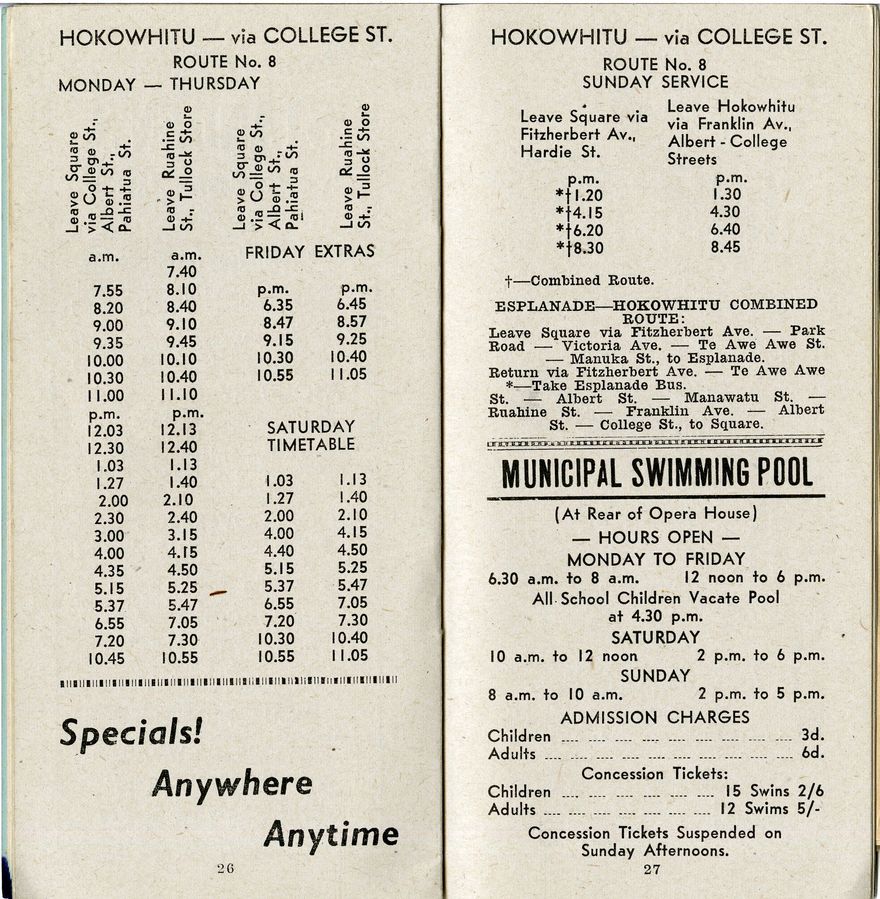 HOKOWHITU — via COLLEGE ST.
ROUTE No. 8
MONDAY — THURSDAY
Leave Square
via College St.,
Albert St.,
Pahiatua St.
Leave Ruahine
St., Tullock Store
Leave Square
via College St.,
Albert St.,
Pahiatua St.
Leave Ruahine
St., Tullock Store
a.m. a.m.
7.40
7.55 8.10
8.20 8.40
9.00 9.10
9.35 9.45
10.00 10.10
10.30 10.40
11.00 11.10
p.m. p.m.
12.03 12.13
12.30 12.40
1.03 1.13
1.27 1.40
2.00 2.10
2.30 2.40
3.00 3.15
4.00 4.15
4.35 4.50
5.15 5.25
5.37 5.47
6.55 7.05
7.20 7.30
10.45 10.55
FRIDAY EXTRAS
p.m. p.m.
6.35 6.45
8.47 8.57
9.15 9.25
10.30 10.40
10.55 11.05
SATURDAY
TIMETABLE
1.03 1.13
1.27 1.40
2.00 2.10
4.00 4.15
4.40 4.50
5.15 5.25
5.37 5.47
6.55 7.05
7.20 7.30
10.30 10.40
10.55 11.05
Specials!
Anywhere
Anytime
26
HOKOWHITU — via COLLEGE ST.
ROUTE No. 8
SUNDAY SERVICE
Leave Square via
Fitzherbert Av.,
Hardie St.
Leave Hokowhitu
via Franklin Av.,
Albert - College
Streets
p.m. p.m.
*†1.20 1.30
*†4.15 4.30
*†6.20 6.40
*†8.30 8.45
†—Combined Route.
ESPLANADE—HOKOWHITU COMBINED
ROUTE:
Leave Square via Fitzherbert Ave. — Park
Road — Victoria Ave. — Te Awe Awe St.
— Manuka St., to Esplanade.
Return via Fitzherbert Ave. — Te Awe Awe
*—Take Esplanade Bus.
St. — Albert St. — Manawatu St. —
Ruahine St. — Franklin Ave. — Albert
St. — College St., to Square.
MUNICIPAL SWIMMING POOL
(At Rear of Opera House)
— HOURS OPEN —
MONDAY TO FRIDAY
6.30 a.m. to 8 a.m. 12 noon to 6 p.m.
All School Children Vacate Pool
at 4.30 p.m.
SATURDAY
10 a.m. to 12 noon 2 p.m. to 6 p.m.
SUNDAY
8 a.m. to 10 a.m. 2 p.m. to 5 p.m.
ADMISSION CHARGES
Children .... .... .... .... .... .... .... 3d.
Adults .... .... .... .... .... .... .... 6d.
Concession Tickets:
Children .... .... .... .... 15 Swins 2/6
Adults .... .... .... .... .... 12 Swims 5/-
Concession Tickets Suspended on
Sunday Afternoons.
27